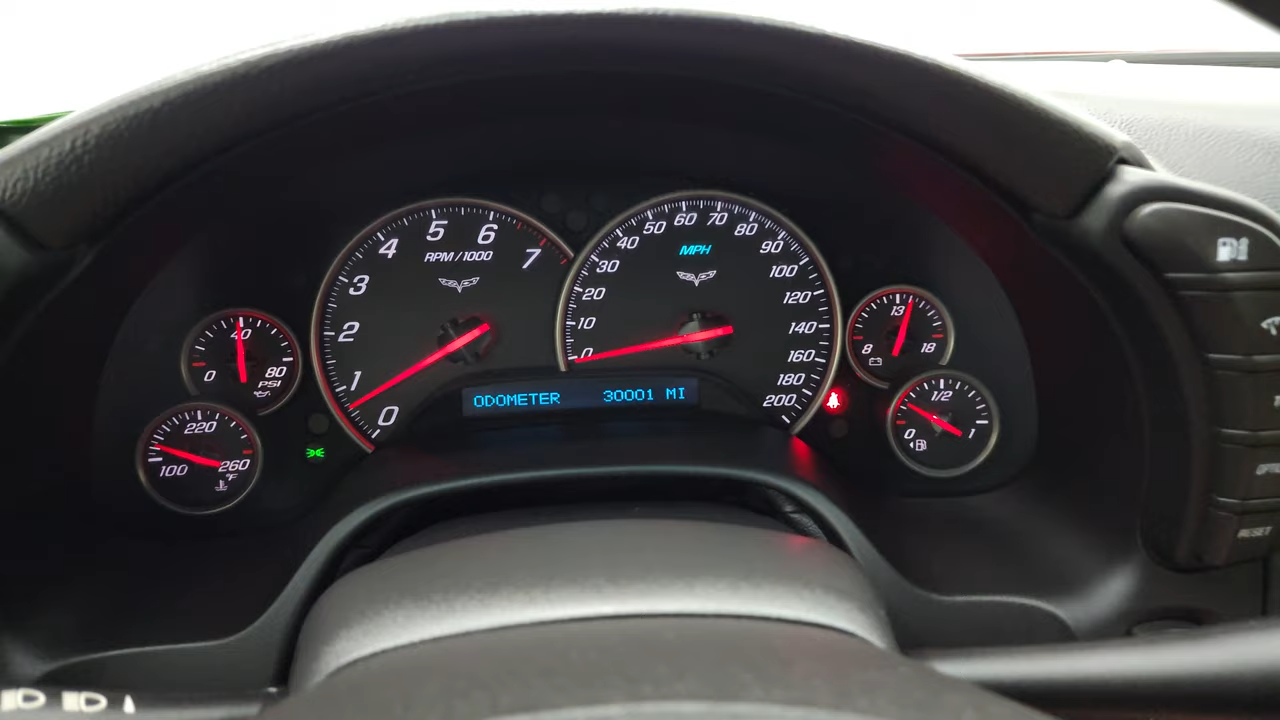 0 1 2 3 4 5 6 7
RPM/1000
0 10 20 30 40 50 60 70 80 90 100 120 140 160 180 200
MPH
0 40 80
PSI
100 220 260
°F
8 13 18
0 1/2 1
ODOMETER 30001 MI
RESET